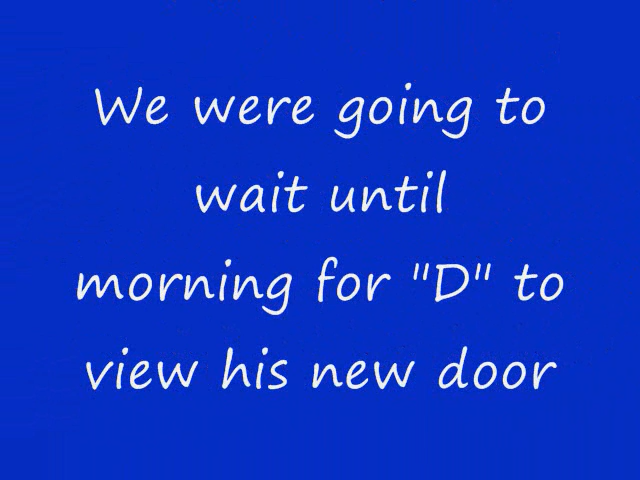 We were going to
wait until
morning for "D" to
view his new door